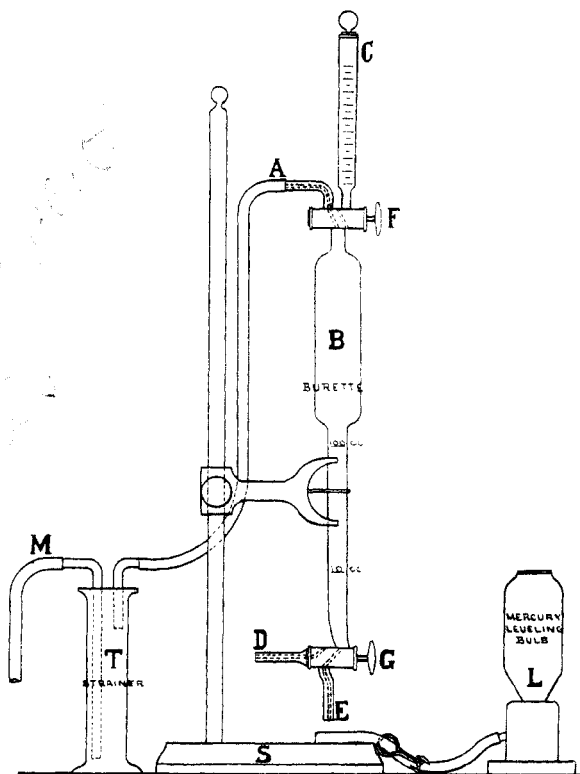 C
A
F
B
BURETTE
100 CC
M
10 CC
D
G
T
STRAINER
E
MERCURY
LEVELING
BULB
L
S